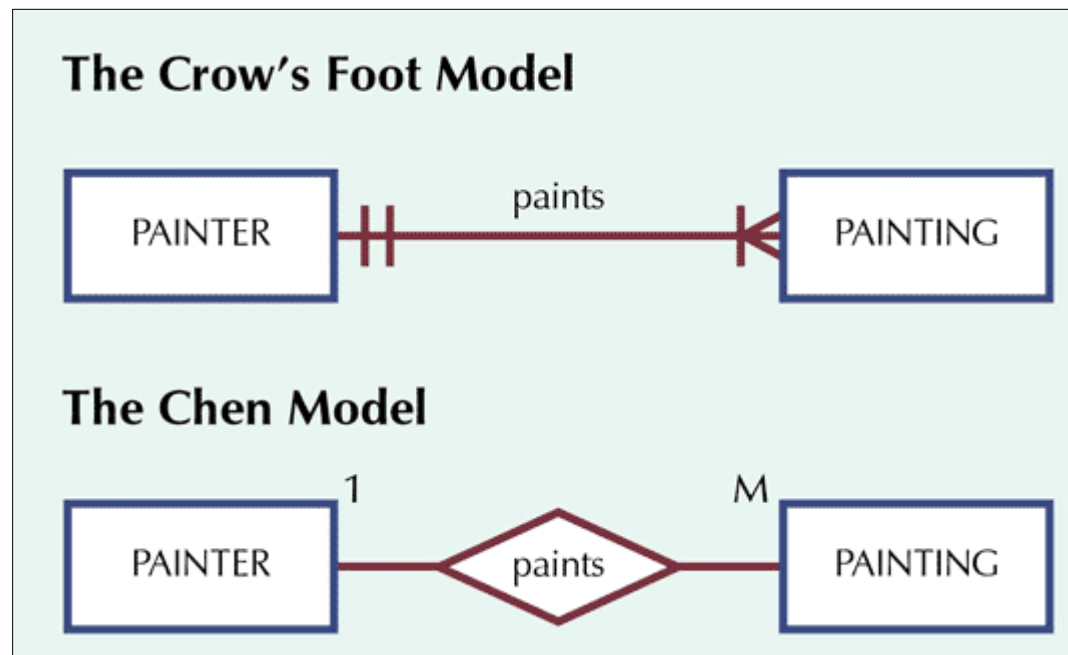 The Crow's Foot Model
PAINTER
paints
PAINTING
The Chen Model
1
M
PAINTER
paints
PAINTING